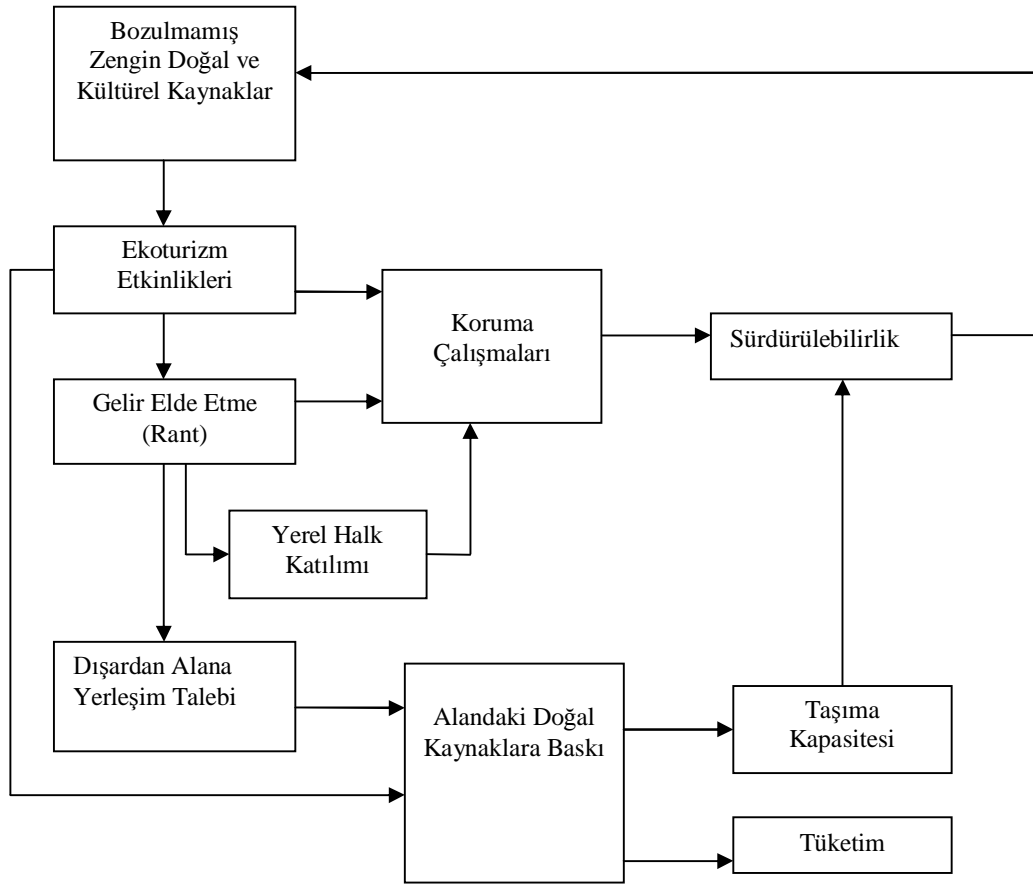 Bozulmamış
Zengin Doğal ve
Kültürel Kaynaklar
Ekoturizm
Etkinlikleri
Koruma
Çalışmaları
Sürdürülebilirlik
Gelir Elde Etme
(Rant)
Yerel Halk
Katılımı
Dışardan Alana
Yerleşim Talebi
Alandaki Doğal
Kaynaklara Baskı
Taşıma
Kapasitesi
Tüketim